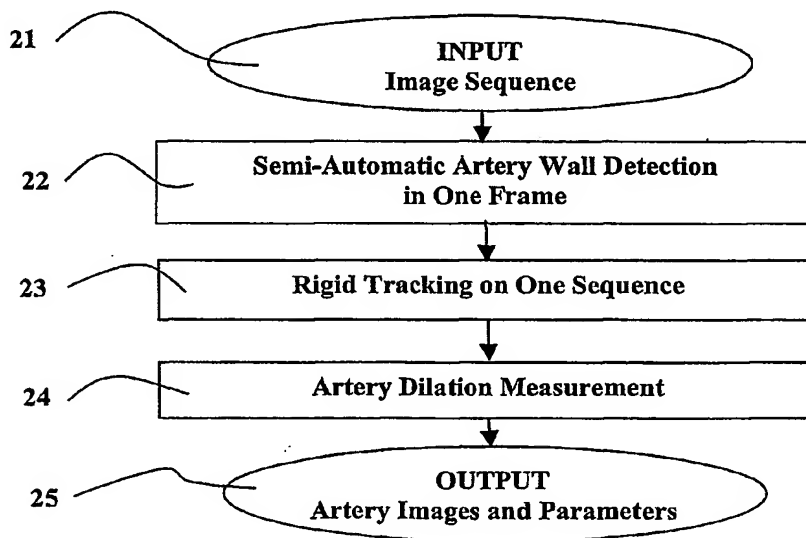 21
INPUT
Image Sequence
22
Semi-Automatic Artery Wall Detection
in One Frame
23
Rigid Tracking on One Sequence
24
Artery Dilation Measurement
25
OUTPUT
Artery Images and Parameters